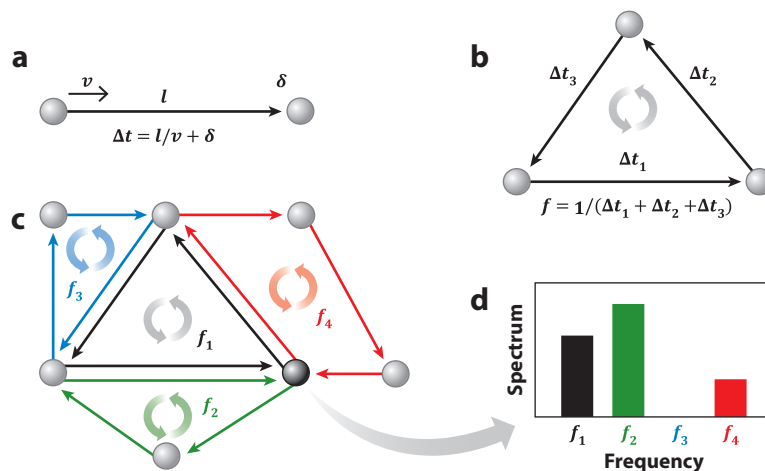 a
v
l
δ
Δt = l/v + δ
b
Δt₃
Δt₂
Δt₁
f = 1/(Δt₁ + Δt₂ + Δt₃)
c
f₃
f₁
f₄
f₂
d
Spectrum
f₁ f₂ f₃ f₄
Frequency